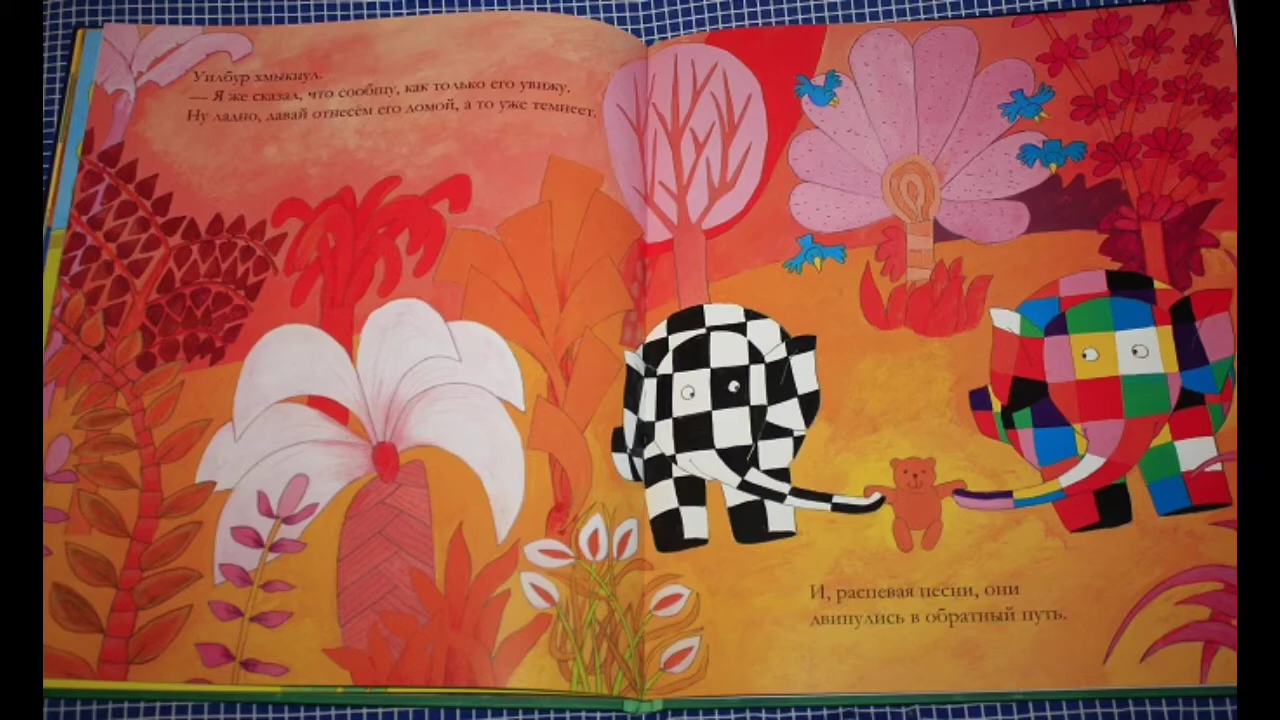 Уилбур хмыкнул.
— Я же сказал, что сообщу, как только его увижу.
Ну ладно, давай отнесём его домой, а то уже темнеет.
И, распевая песни, они
двинулись в обратный путь.